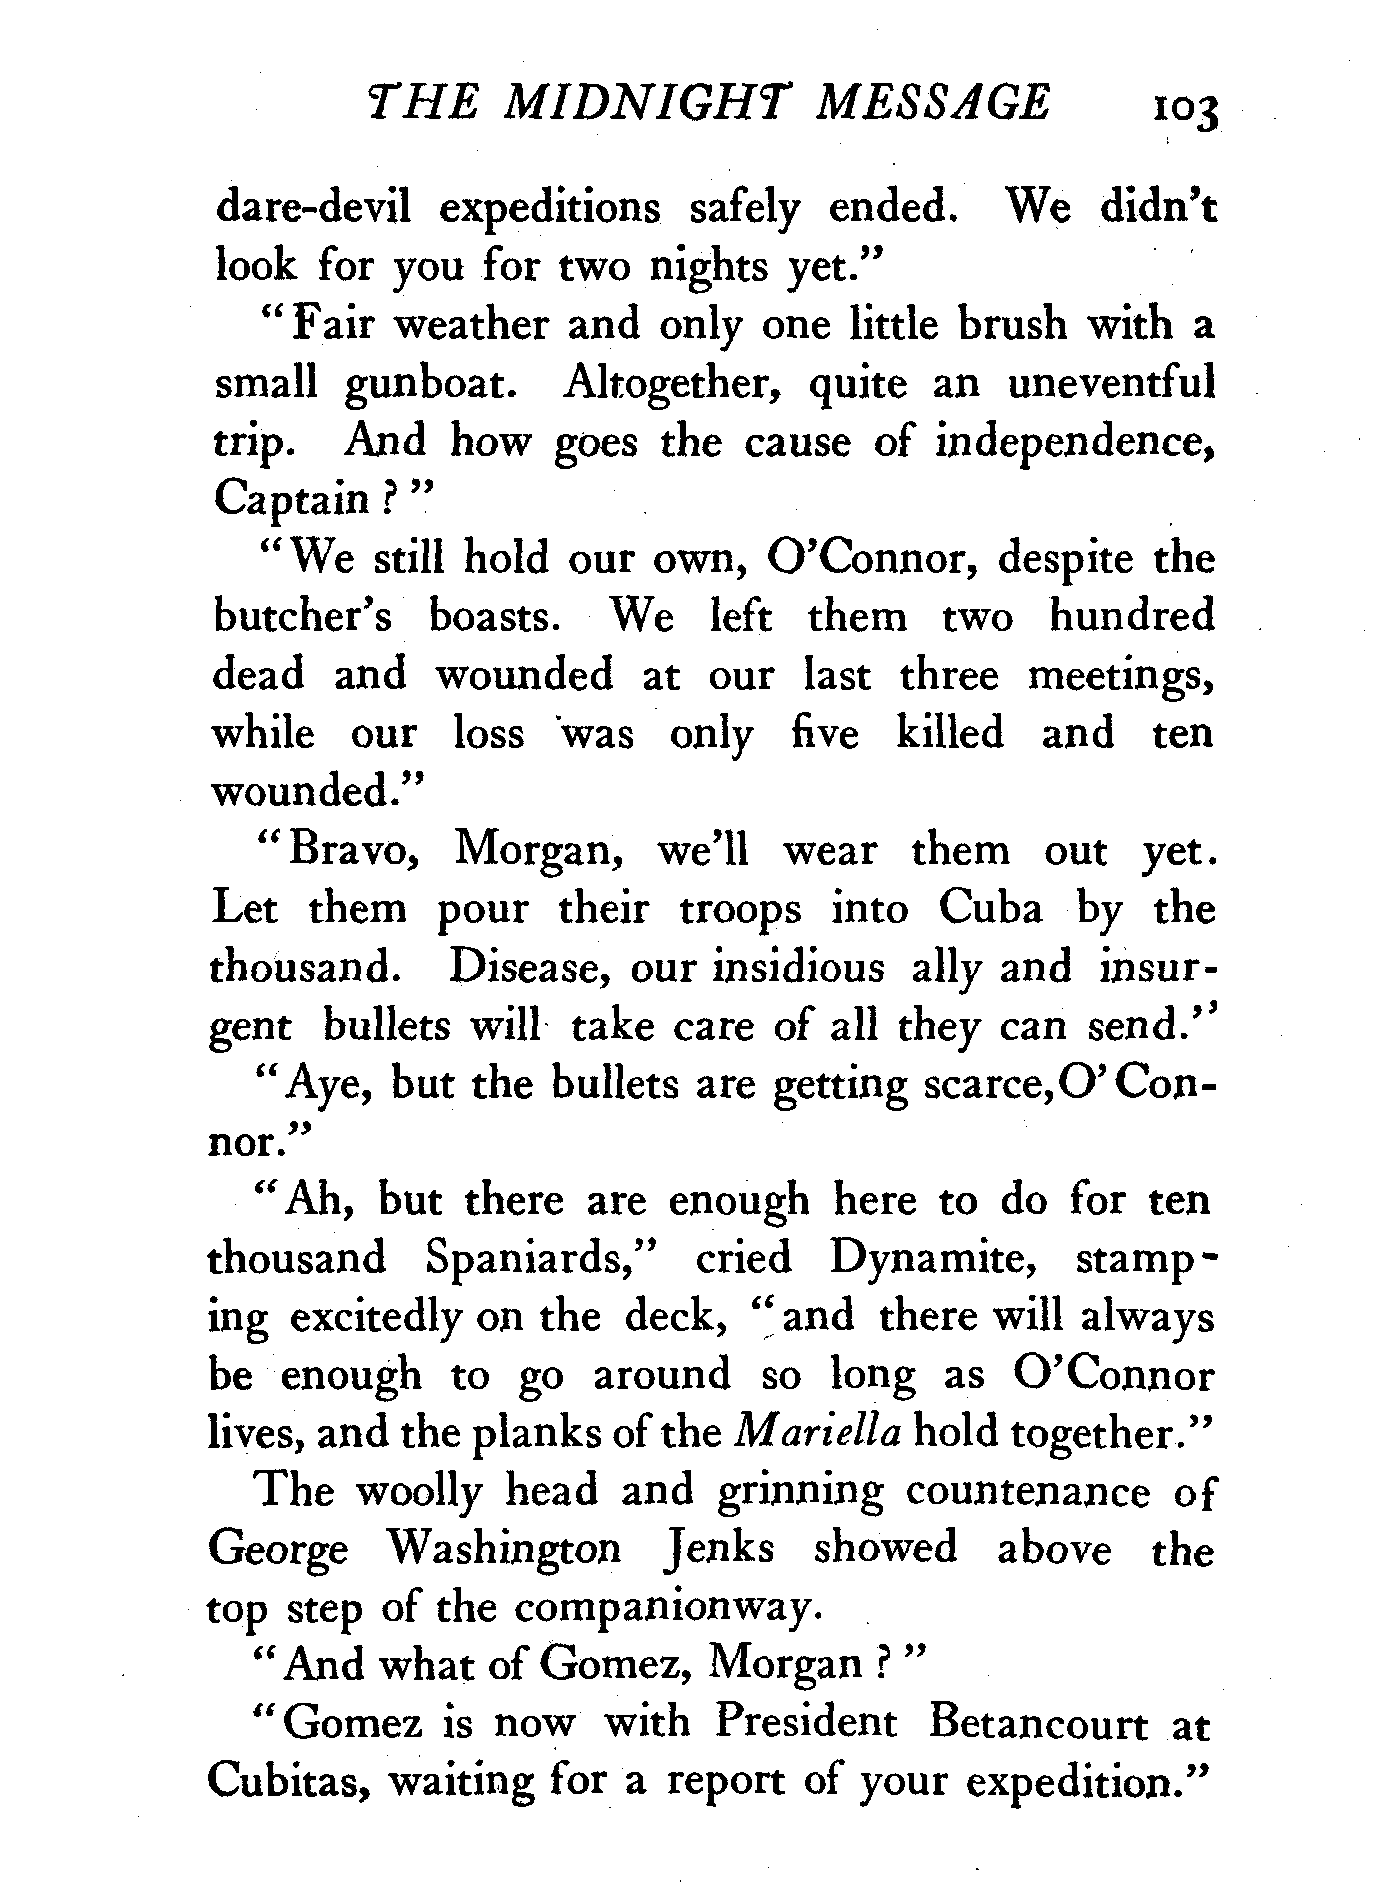 THE MIDNIGHT MESSAGE 103
dare-devil expeditions safely ended. We didn't
look for you for two nights yet."
"Fair weather and only one little brush with a
small gunboat. Altogether, quite an uneventful
trip. And how goes the cause of independence,
Captain?"
"We still hold our own, O'Connor, despite the
butcher's boasts. We left them two hundred
dead and wounded at our last three meetings,
while our loss was only five killed and ten
wounded."
"Bravo, Morgan, we'll wear them out yet.
Let them pour their troops into Cuba by the
thousand. Disease, our insidious ally and insur-
gent bullets will take care of all they can send."
"Aye, but the bullets are getting scarce, O'Con-
nor."
"Ah, but there are enough here to do for ten
thousand Spaniards," cried Dynamite, stamp-
ing excitedly on the deck, "and there will always
be enough to go around so long as O'Connor
lives, and the planks of the Mariella hold together."
The woolly head and grinning countenance of
George Washington Jenks showed above the
top step of the companionway.
"And what of Gomez, Morgan?"
"Gomez is now with President Betancourt at
Cubitas, waiting for a report of your expedition."